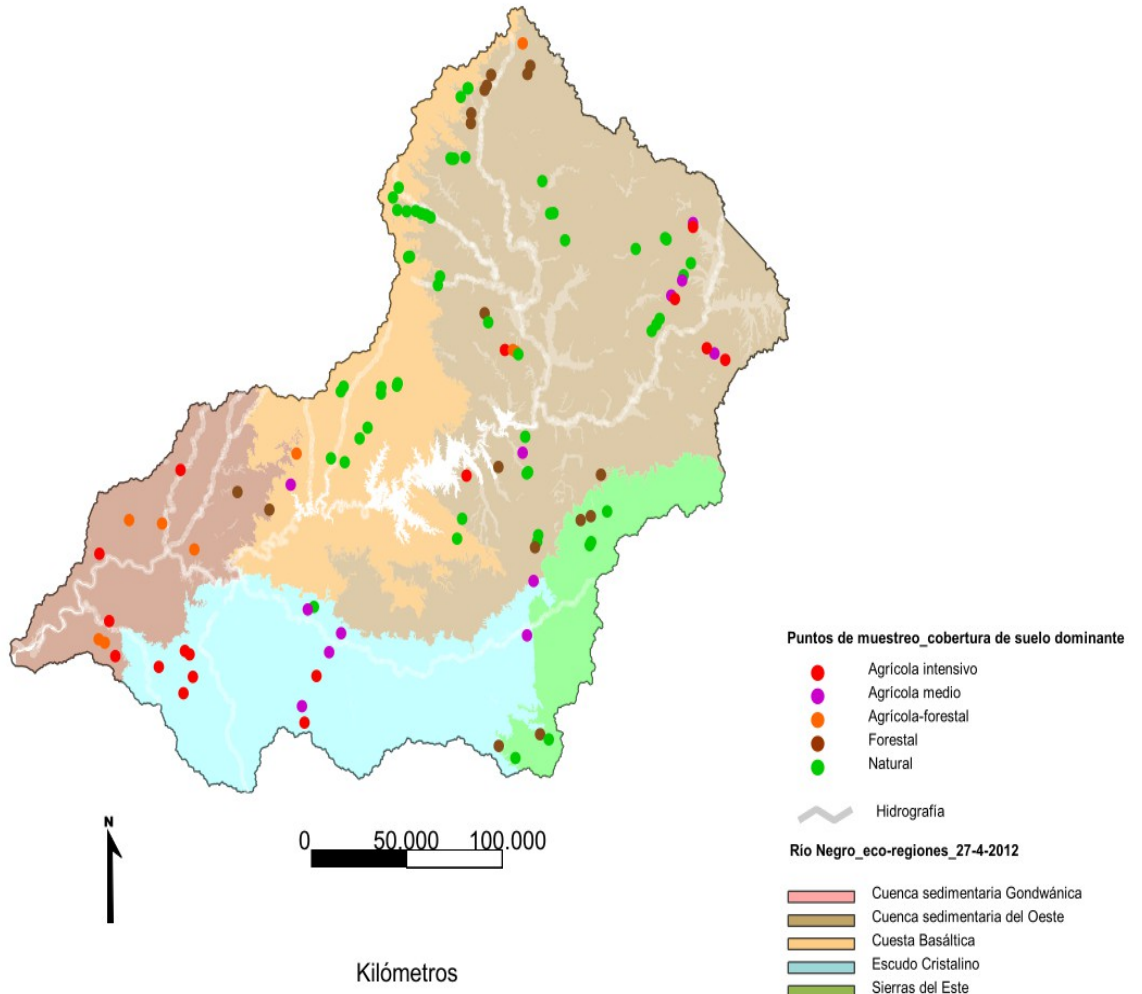 Puntos de muestreo_cobertura de suelo dominante
Agrícola intensivo
Agrícola medio
Agrícola-forestal
Forestal
Natural
Hidrografía
Río Negro_eco-regiones_27-4-2012
Cuenca sedimentaria Gondwánica
Cuenca sedimentaria del Oeste
Cuesta Basáltica
Escudo Cristalino
Sierras del Este
N
0 50.000 100.000
Kilómetros